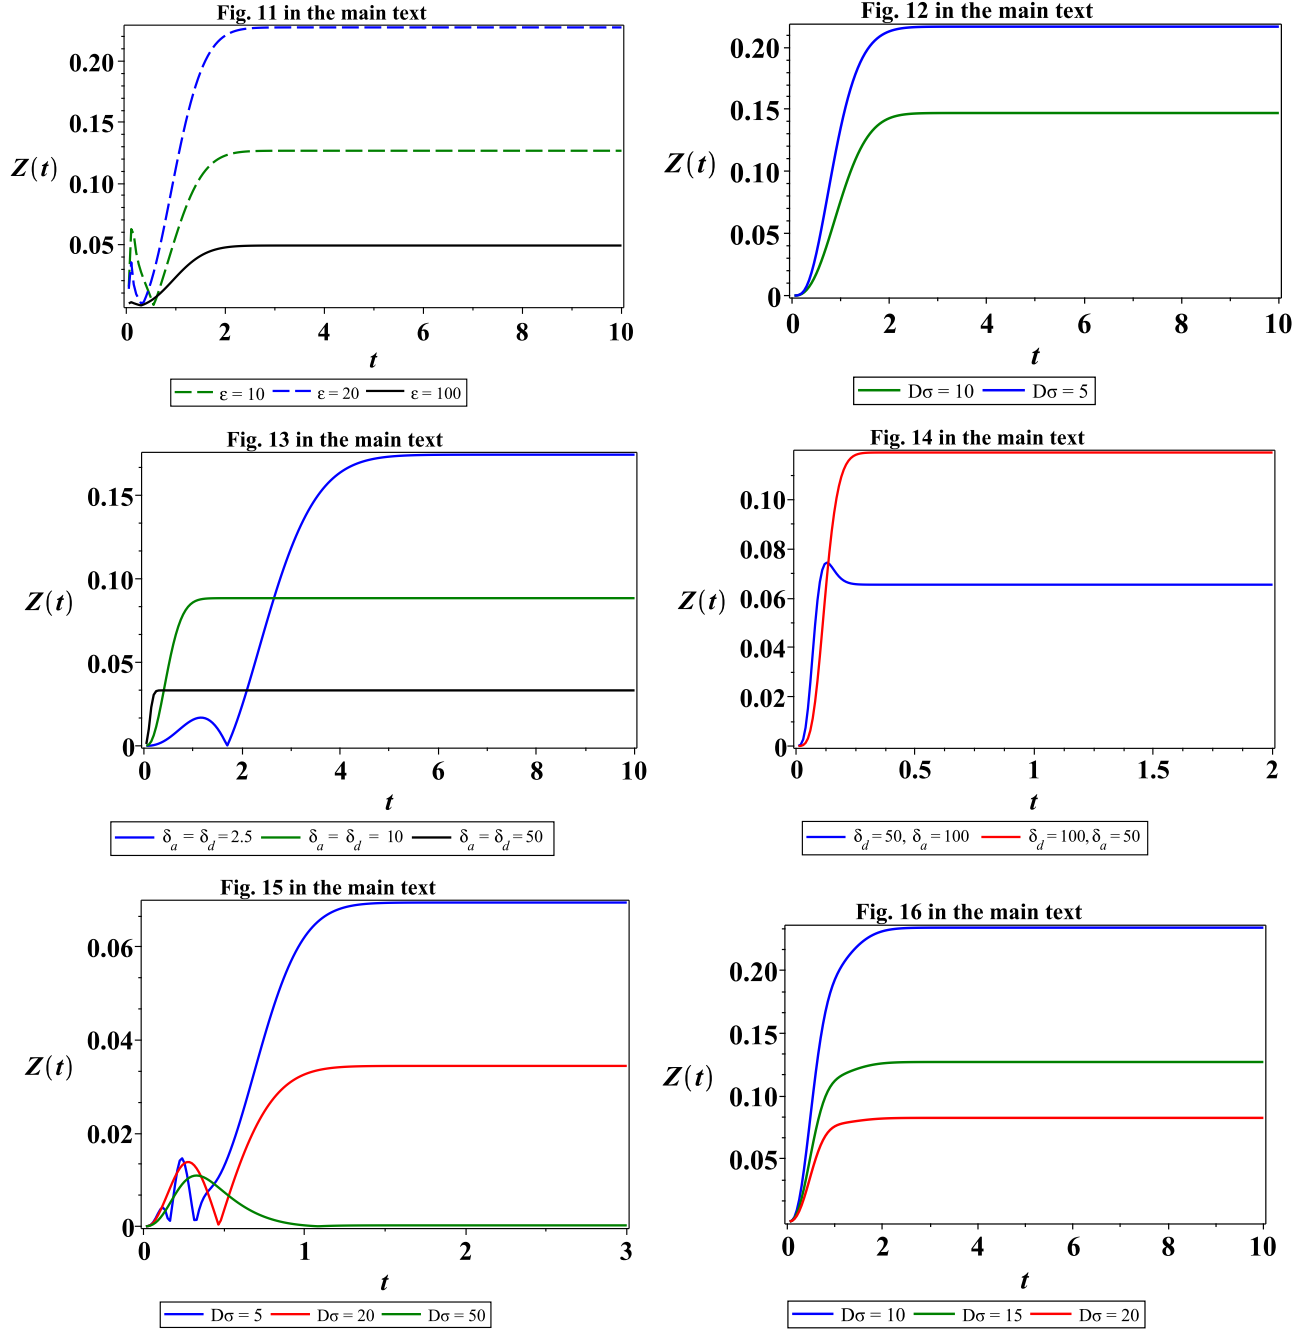 Fig. 11 in the main text
0.20
0.15
Z(t)
0.10
0.05
0 2 4 6 8 10
t
ε = 10 ε = 20 ε = 100
Fig. 12 in the main text
0.20
0.15
Z(t)
0.10
0.05
0
0 2 4 6 8 10
t
Dσ = 10 Dσ = 5
Fig. 13 in the main text
0.15
0.10
Z(t)
0.05
0
0 2 4 6 8 10
t
δa = δd = 2.5 δa = δd = 10 δa = δd = 50
Fig. 14 in the main text
0.10
0.08
Z(t)
0.06
0.04
0.02
0
0 0.5 1 1.5 2
t
δd = 50, δa = 100 δd = 100, δa = 50
Fig. 15 in the main text
0.06
0.04
Z(t)
0.02
0
0 1 2 3
t
Dσ = 5 Dσ = 20 Dσ = 50
Fig. 16 in the main text
0.20
0.15
Z(t)
0.10
0.05
0 2 4 6 8 10
t
Dσ = 10 Dσ = 15 Dσ = 20